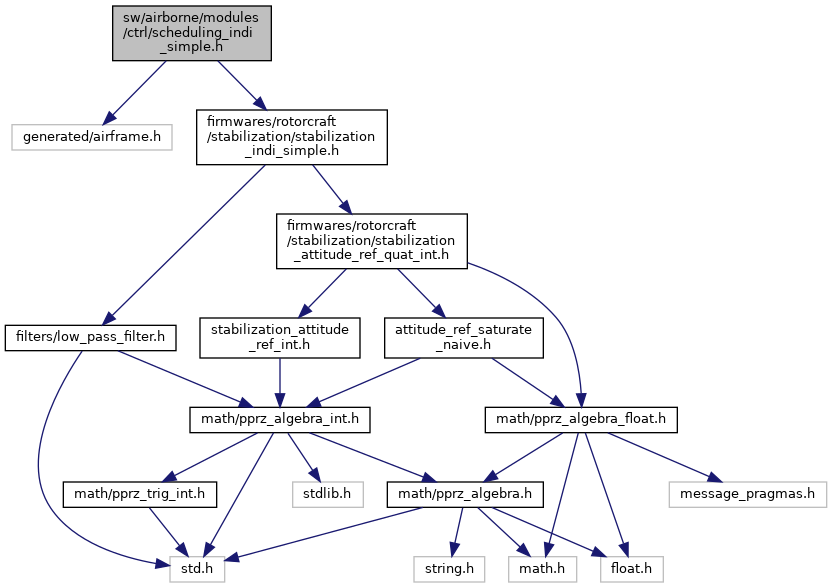 sw/airborne/modules
/ctrl/scheduling_indi
_simple.h
generated/airframe.h
firmwares/rotorcraft
/stabilization/stabilization
_indi_simple.h
firmwares/rotorcraft
/stabilization/stabilization
_attitude_ref_quat_int.h
filters/low_pass_filter.h
stabilization_attitude
_ref_int.h
attitude_ref_saturate
_naive.h
math/pprz_algebra_int.h
math/pprz_algebra_float.h
math/pprz_trig_int.h
stdlib.h
math/pprz_algebra.h
message_pragmas.h
std.h
string.h
math.h
float.h